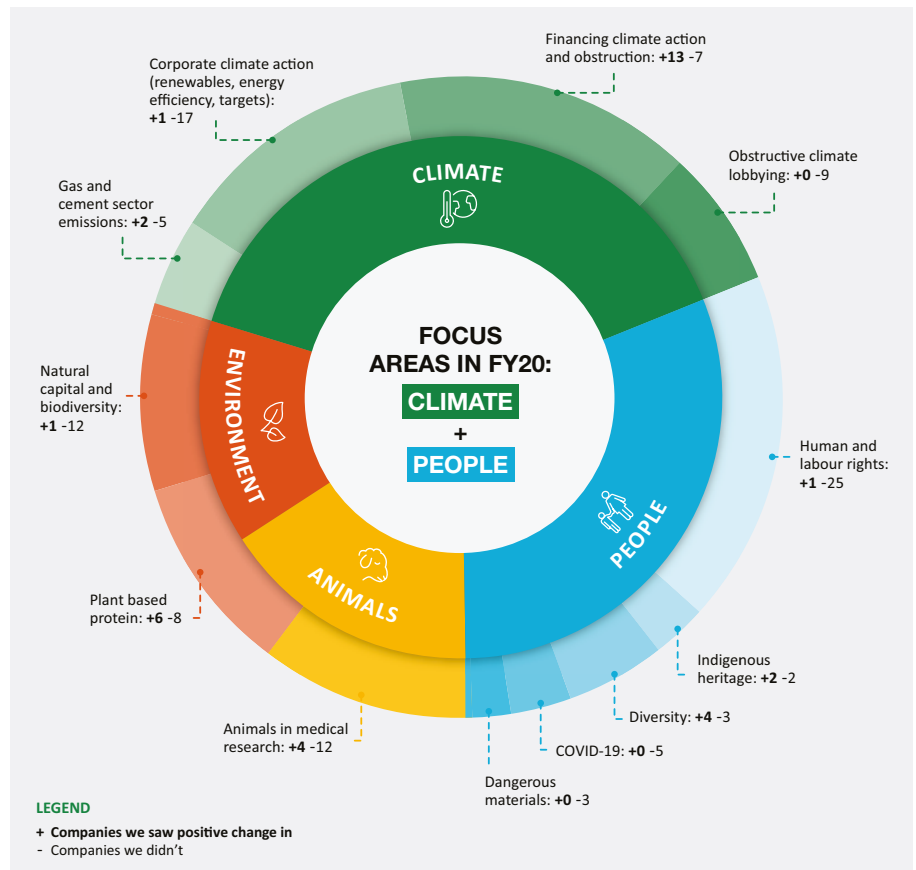 Financing climate action
and obstruction: +13 -7
Corporate climate action
(renewables, energy
efficiency, targets):
+1 -17
Obstructive climate
lobbying: +0 -9
Gas and
cement sector
emissions: +2 -5
CLIMATE
FOCUS
AREAS IN FY20:
CLIMATE
+
PEOPLE
ENVIRONMENT
Natural
capital and
biodiversity:
+1 -12
Human and
labour rights:
+1 -25
PEOPLE
ANIMALS
Plant based
protein: +6 -8
Indigenous
heritage: +2 -2
Diversity: +4 -3
Animals in medical
research: +4 -12
COVID-19: +0 -5
Dangerous
materials: +0 -3
LEGEND
+ Companies we saw positive change in
- Companies we didn't